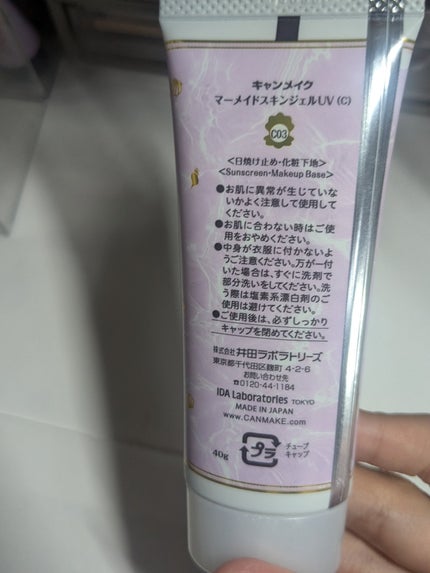 キャンメイク
マーメイドスキンジェルUV (C)
C03
<日焼け止め・化粧下地>
<Sunscreen・Makeup Base>
●お肌に異常が生じていな
いかよく注意して使用して
ください。
●お肌に合わない時はご使
用をおやめください。
●中身が衣服に付かないよ
うご注意ください。万が一付
いた場合は、すぐに洗剤で
部分洗いをしてください。洗
う際は塩素系漂白剤のご
使用は避けてください。
●ご使用後は、必ずしっかり
キャップを閉めてください。
株式会社 井田ラボラトリーズ
東京都千代田区麹町 4-2-6
お問い合わせ先
☎0120-44-1184
IDA Laboratories TOKYO
MADE IN JAPAN
www.CANMAKE.com
40g
プラ
チューブ
キャップ